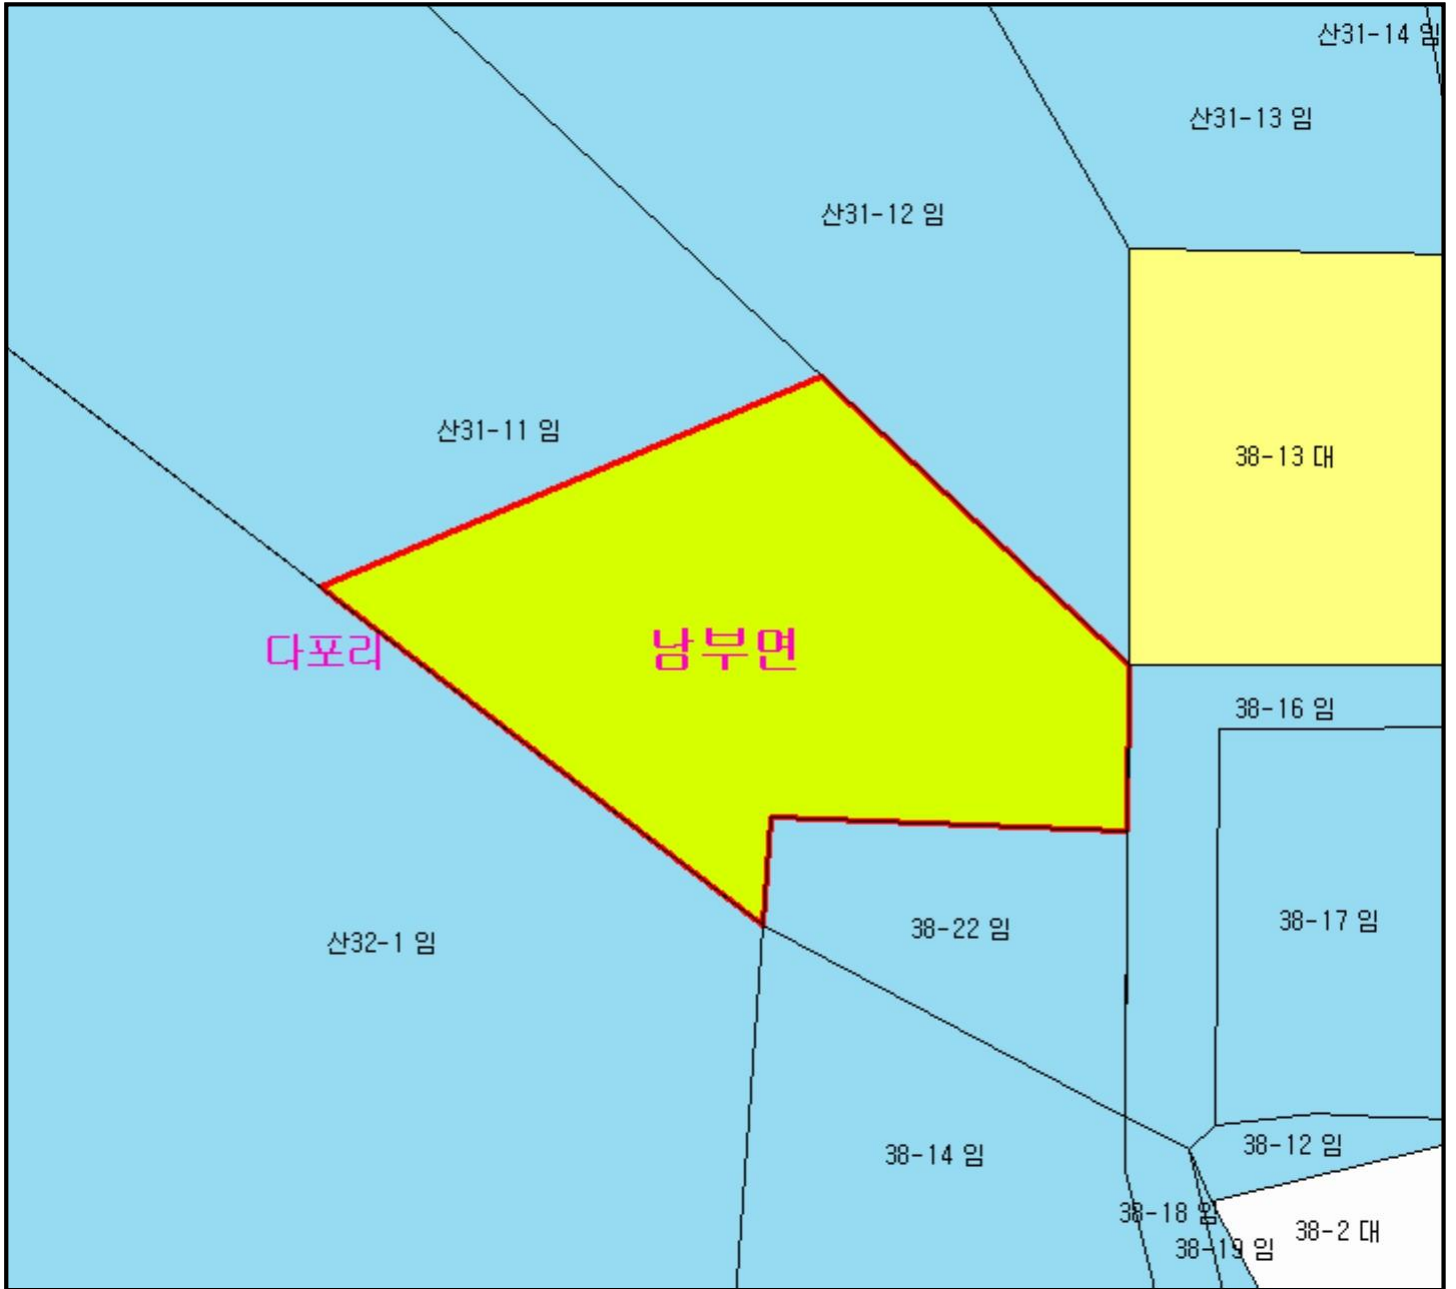 산31-14 임
산31-13 임
산31-12 임
산31-11 임
38-13 대
다포리
남부면
38-16 임
38-17 임
38-22 임
산32-1 임
38-14 임
38-12 임
38-18 임
38-2 대
38-19 임